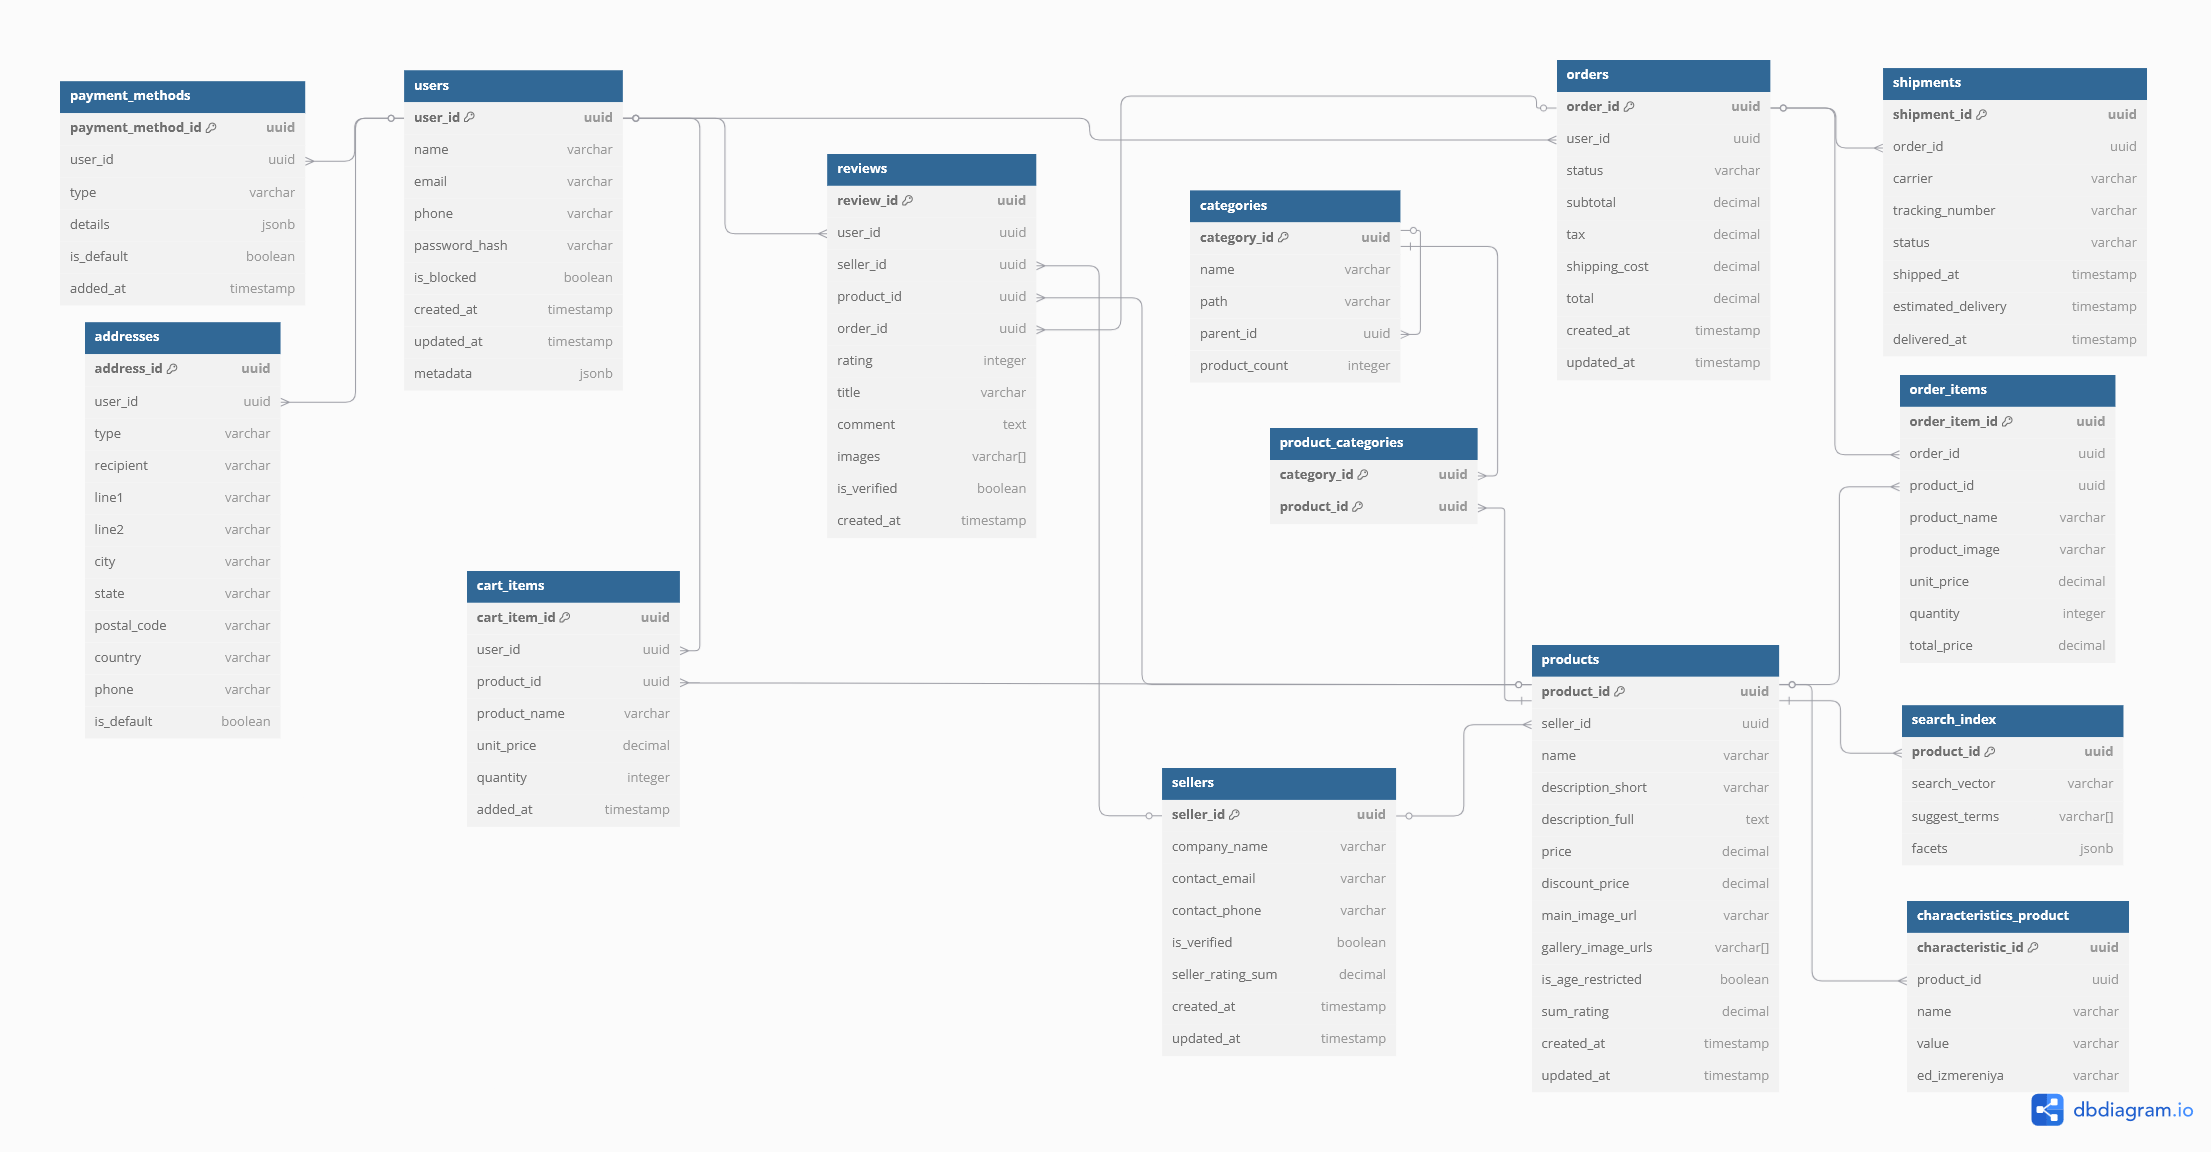 payment_methods
payment_method_id uuid
user_id uuid
type varchar
details jsonb
is_default boolean
added_at timestamp
addresses
address_id uuid
user_id uuid
type varchar
recipient varchar
line1 varchar
line2 varchar
city varchar
state varchar
postal_code varchar
country varchar
phone varchar
is_default boolean
users
user_id uuid
name varchar
email varchar
phone varchar
password_hash varchar
is_blocked boolean
created_at timestamp
updated_at timestamp
metadata jsonb
cart_items
cart_item_id uuid
user_id uuid
product_id uuid
product_name varchar
unit_price decimal
quantity integer
added_at timestamp
reviews
review_id uuid
user_id uuid
seller_id uuid
product_id uuid
order_id uuid
rating integer
title varchar
comment text
images varchar[]
is_verified boolean
created_at timestamp
categories
category_id uuid
name varchar
path varchar
parent_id uuid
product_count integer
product_categories
category_id uuid
product_id uuid
sellers
seller_id uuid
company_name varchar
contact_email varchar
contact_phone varchar
is_verified boolean
seller_rating_sum decimal
created_at timestamp
updated_at timestamp
orders
order_id uuid
user_id uuid
status varchar
subtotal decimal
tax decimal
shipping_cost decimal
total decimal
created_at timestamp
updated_at timestamp
products
product_id uuid
seller_id uuid
name varchar
description_short varchar
description_full text
price decimal
discount_price decimal
main_image_url varchar
gallery_image_urls varchar[]
is_age_restricted boolean
sum_rating decimal
created_at timestamp
updated_at timestamp
shipments
shipment_id uuid
order_id uuid
carrier varchar
tracking_number varchar
status varchar
shipped_at timestamp
estimated_delivery timestamp
delivered_at timestamp
order_items
order_item_id uuid
order_id uuid
product_id uuid
product_name varchar
product_image varchar
unit_price decimal
quantity integer
total_price decimal
search_index
product_id uuid
search_vector varchar
suggest_terms varchar[]
facets jsonb
characteristics_product
characteristic_id uuid
product_id uuid
name varchar
value varchar
ed_izmereniya varchar
dbdiagram.io